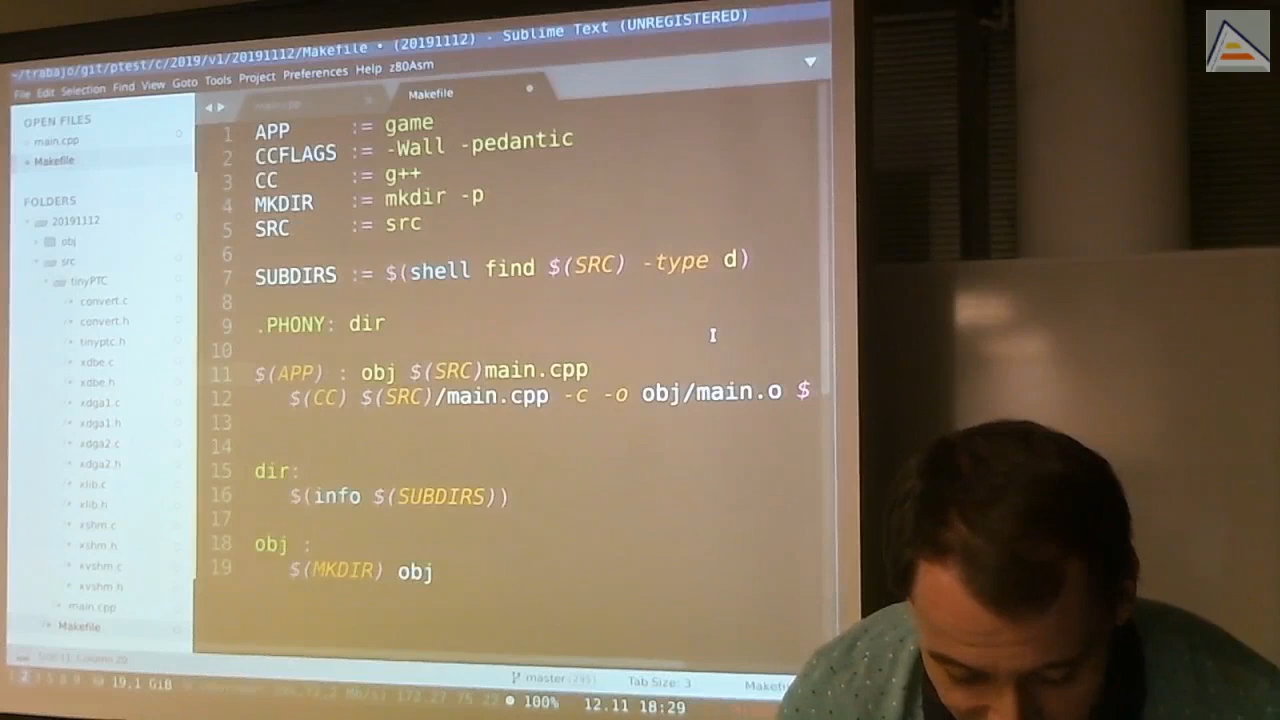 ~/trabajo/git/ptest/c/2019/v1/20191112/Makefile • (20191112) - Sublime Text (UNREGISTERED)
File Edit Selection Find View Goto Tools Project Preferences Help z80Asm
OPEN FILES
main.cpp
Makefile
FOLDERS
20191112
obj
src
tinyPTC
convert.c
convert.h
tinyptc.h
xdbe.c
xdbe.h
xdga1.c
xdga1.h
xdga2.c
xdga2.h
xlib.c
xlib.h
xshm.c
xshm.h
xvshm.c
xvshm.h
main.cpp
Makefile
Makefile
1 APP := game
2 CCFLAGS := -Wall -pedantic
3 CC := g++
4 MKDIR := mkdir -p
5 SRC := src
6
7 SUBDIRS := $(shell find $(SRC) -type d)
8
9 .PHONY: dir
10
11 $(APP) : obj $(SRC)main.cpp
12 $(CC) $(SRC)/main.cpp -c -o obj/main.o $
13
14
15 dir:
16 $(info $(SUBDIRS))
17
18 obj :
19 $(MKDIR) obj
master
Tab Size: 3
19,1 GiB
100%
12.11 18:29